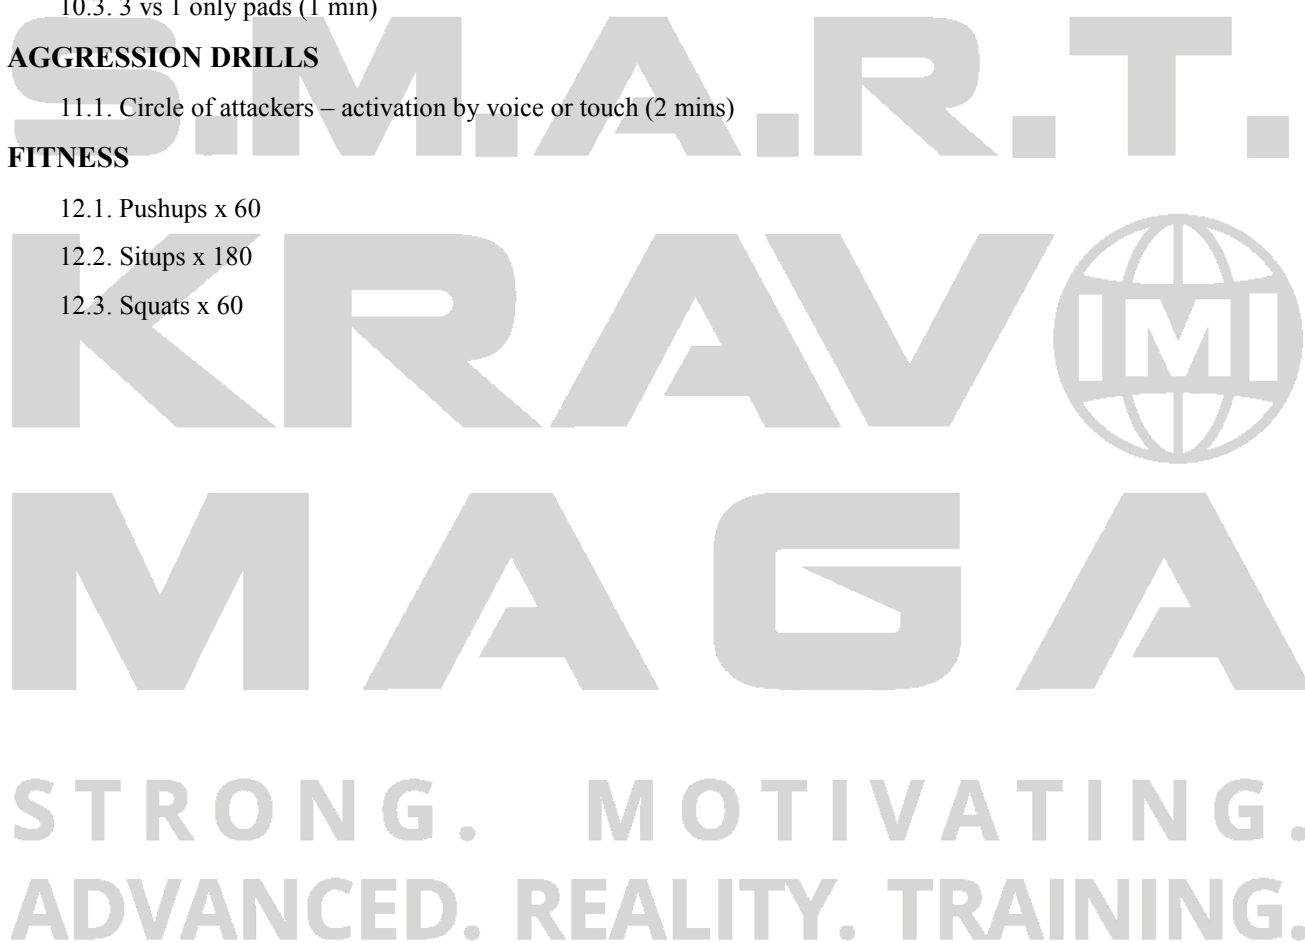 10.3. 3 vs 1 only pads (1 min)
AGGRESSION DRILLS
11.1. Circle of attackers – activation by voice or touch (2 mins)
FITNESS
12.1. Pushups x 60
12.2. Situps x 180
12.3. Squats x 60
S.M.A.R.T.
KRAV IMI
MAGA
STRONG. MOTIVATING.
ADVANCED. REALITY. TRAINING.